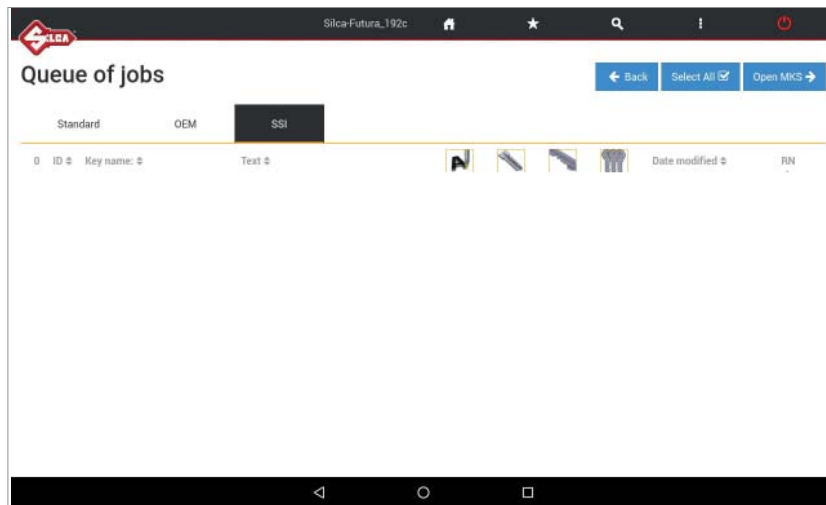 SILCA
Silca-Futura_192c
Queue of jobs
Back
Select All
Open MKS
Standard
OEM
SSI
0 ID Key name: Text A Date modified RN